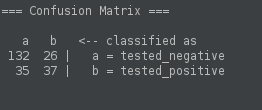 === Confusion Matrix ===
a b <-- classified as
132 26 | a = tested_negative
35 37 | b = tested_positive